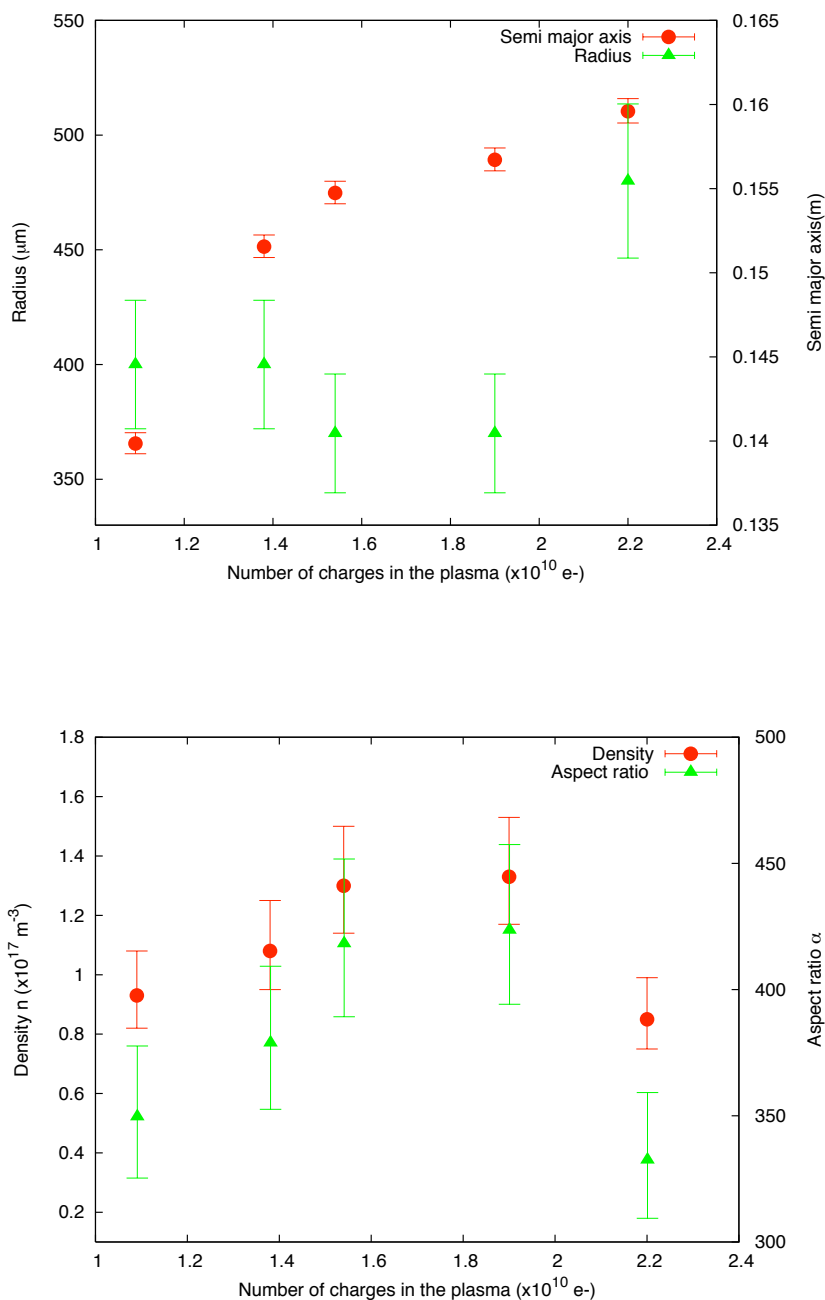 550
500
450
400
350
Radius (μm)
Semi major axis
Radius
0.165
0.16
0.155
0.15
0.145
0.14
0.135
Semi major axis(m)
1 1.2 1.4 1.6 1.8 2 2.2 2.4
Number of charges in the plasma (x10^10 e-)
1.8
1.6
1.4
1.2
1
0.8
0.6
0.4
0.2
Density n (x10^17 m^-3)
Density
Aspect ratio
500
450
400
350
300
Aspect ratio α
1 1.2 1.4 1.6 1.8 2 2.2 2.4
Number of charges in the plasma (x10^10 e-)